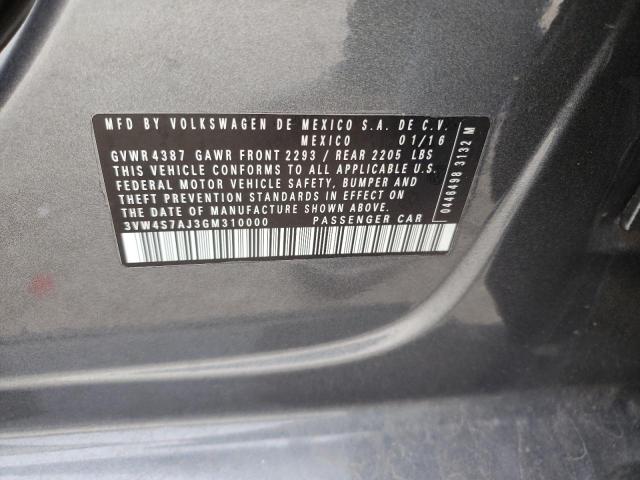 MFD BY VOLKSWAGEN DE MEXICO S.A. DE C.V.
MEXICO 01/16
GVWR 4387 GAWR FRONT 2293 / REAR 2205 LBS
THIS VEHICLE CONFORMS TO ALL APPLICABLE U.S.
FEDERAL MOTOR VEHICLE SAFETY, BUMPER AND
THEFT PREVENTION STANDARDS IN EFFECT ON
THE DATE OF MANUFACTURE SHOWN ABOVE.
3VW4S7AJ3GM310000 PASSENGER CAR
0446498 3132 M